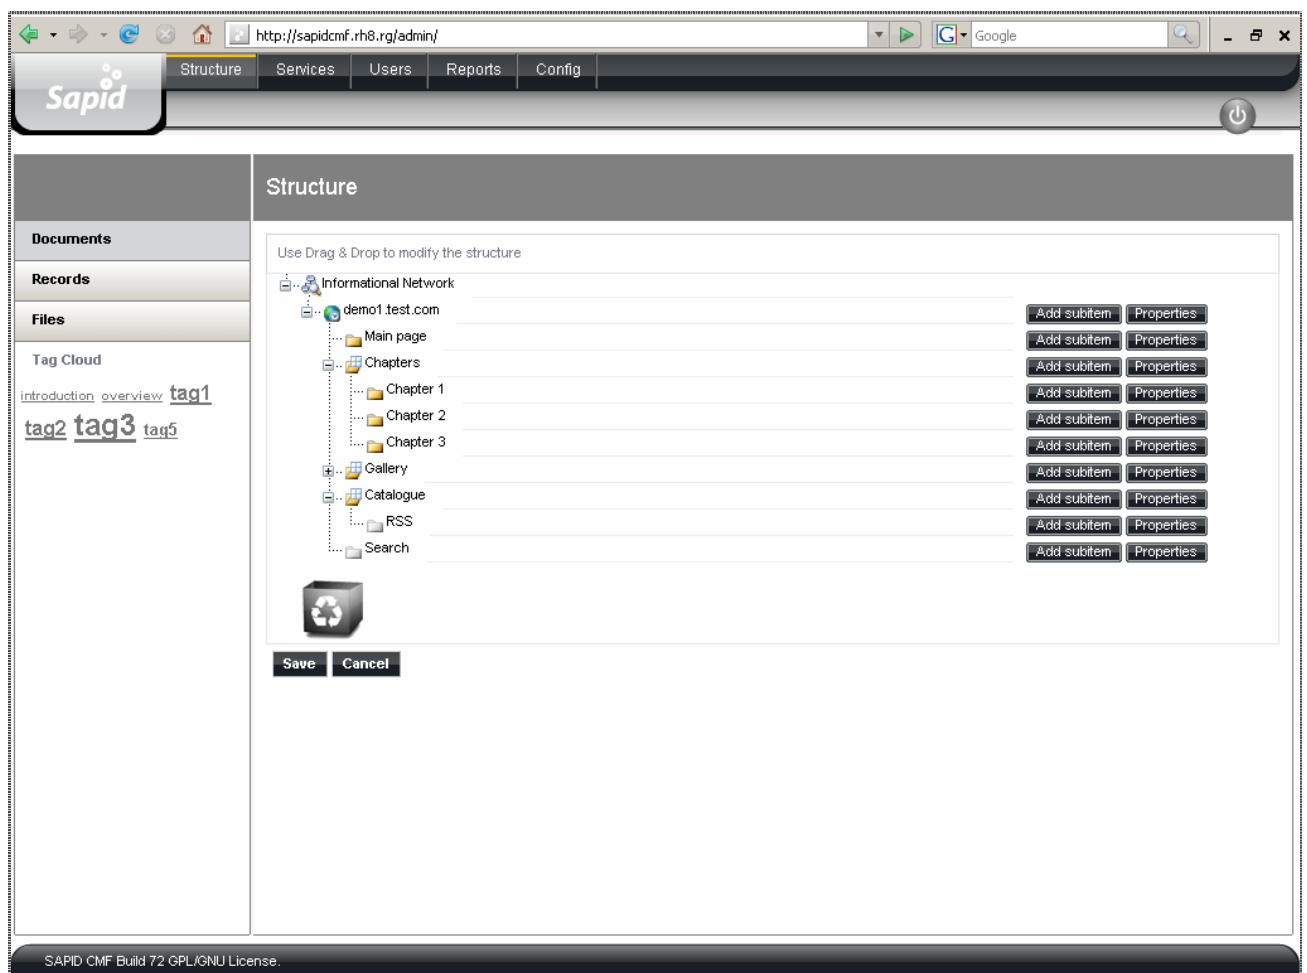 http://sapidcmf.rh8.rg/admin/
Google
Sapid
Structure Services Users Reports Config
Structure
Documents
Records
Files
Tag Cloud
introduction overview tag1
tag2 tag3 tag5
Use Drag & Drop to modify the structure
Informational Network
demo1.test.com Add subitem Properties
Main page Add subitem Properties
Chapters Add subitem Properties
Chapter 1 Add subitem Properties
Chapter 2 Add subitem Properties
Chapter 3 Add subitem Properties
Gallery Add subitem Properties
Catalogue Add subitem Properties
RSS Add subitem Properties
Search Add subitem Properties
Save Cancel
SAPID CMF Build 72 GPL/GNU License.